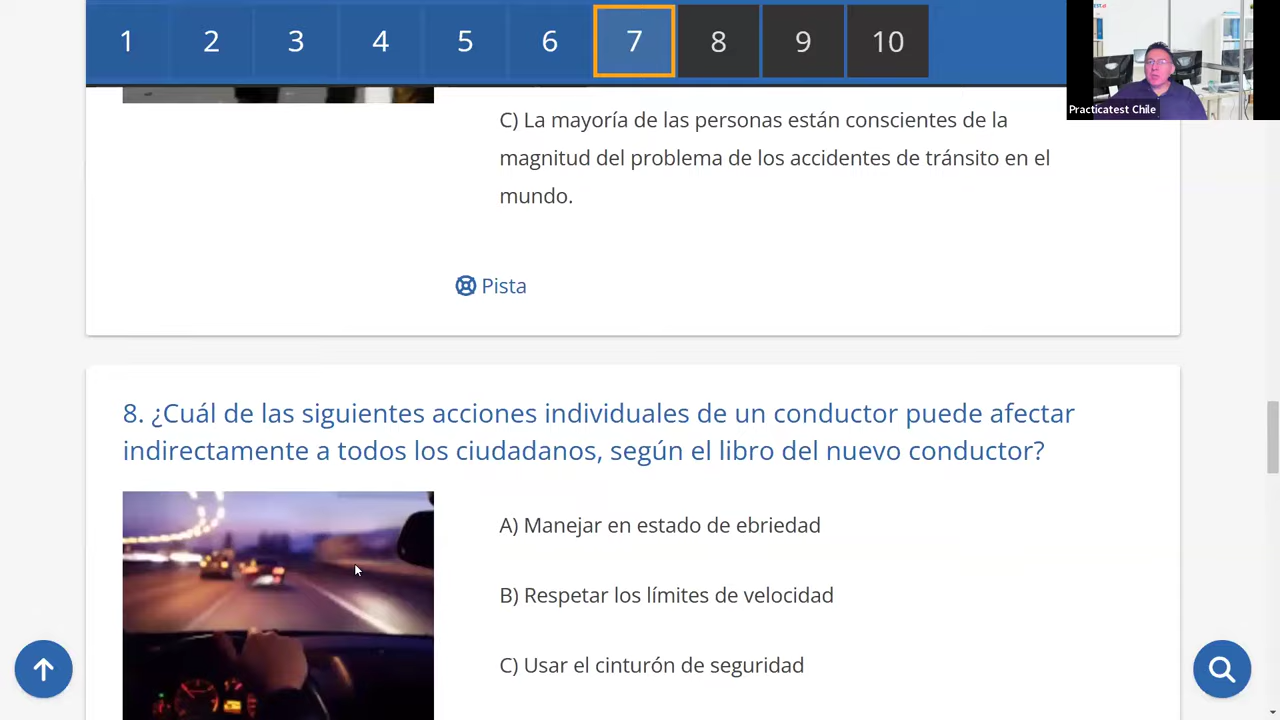 1 2 3 4 5 6 7 8 9 10
Practicatest Chile
C) La mayoría de las personas están conscientes de la
magnitud del problema de los accidentes de tránsito en el
mundo.
Pista
8. ¿Cuál de las siguientes acciones individuales de un conductor puede afectar
indirectamente a todos los ciudadanos, según el libro del nuevo conductor?
A) Manejar en estado de ebriedad
B) Respetar los límites de velocidad
C) Usar el cinturón de seguridad